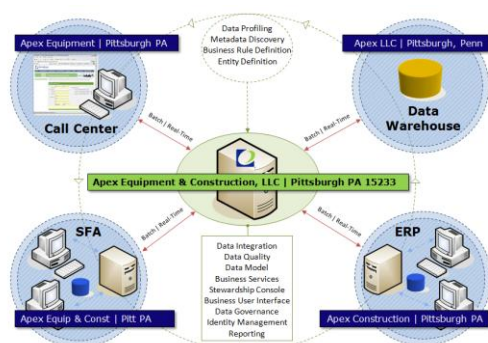 Data Profiling
Metadata Discovery
Business Rule Definition
Entity Definition
Apex Equipment | Pittsburgh PA
Apex LLC | Pittsburgh, Penn
Call Center
Data
Warehouse
Batch | Real-Time
Batch | Real-Time
Apex Equipment & Construction, LLC | Pittsburgh PA 15233
SFA
ERP
Batch | Real-Time
Batch | Real-Time
Data Integration
Data Quality
Data Model
Business Services
Stewardship Console
Business User Interface
Data Governance
Identity Management
Reporting
Apex Equip & Const | Pitt PA
Apex Construction | Pittsburgh PA